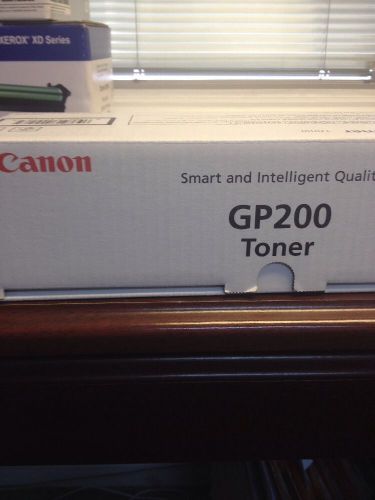 XEROX® XD Series
Canon
Smart and Intelligent Qualit
GP200
Toner